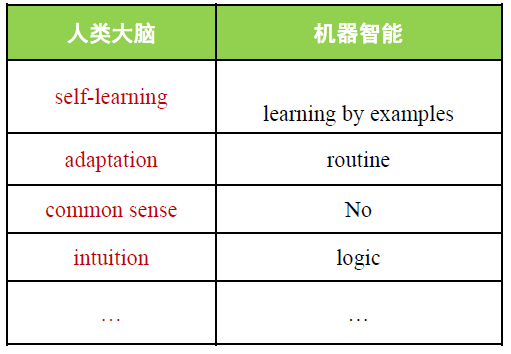 人类大脑 机器智能
self-learning learning by examples
adaptation routine
common sense No
intuition logic
… …